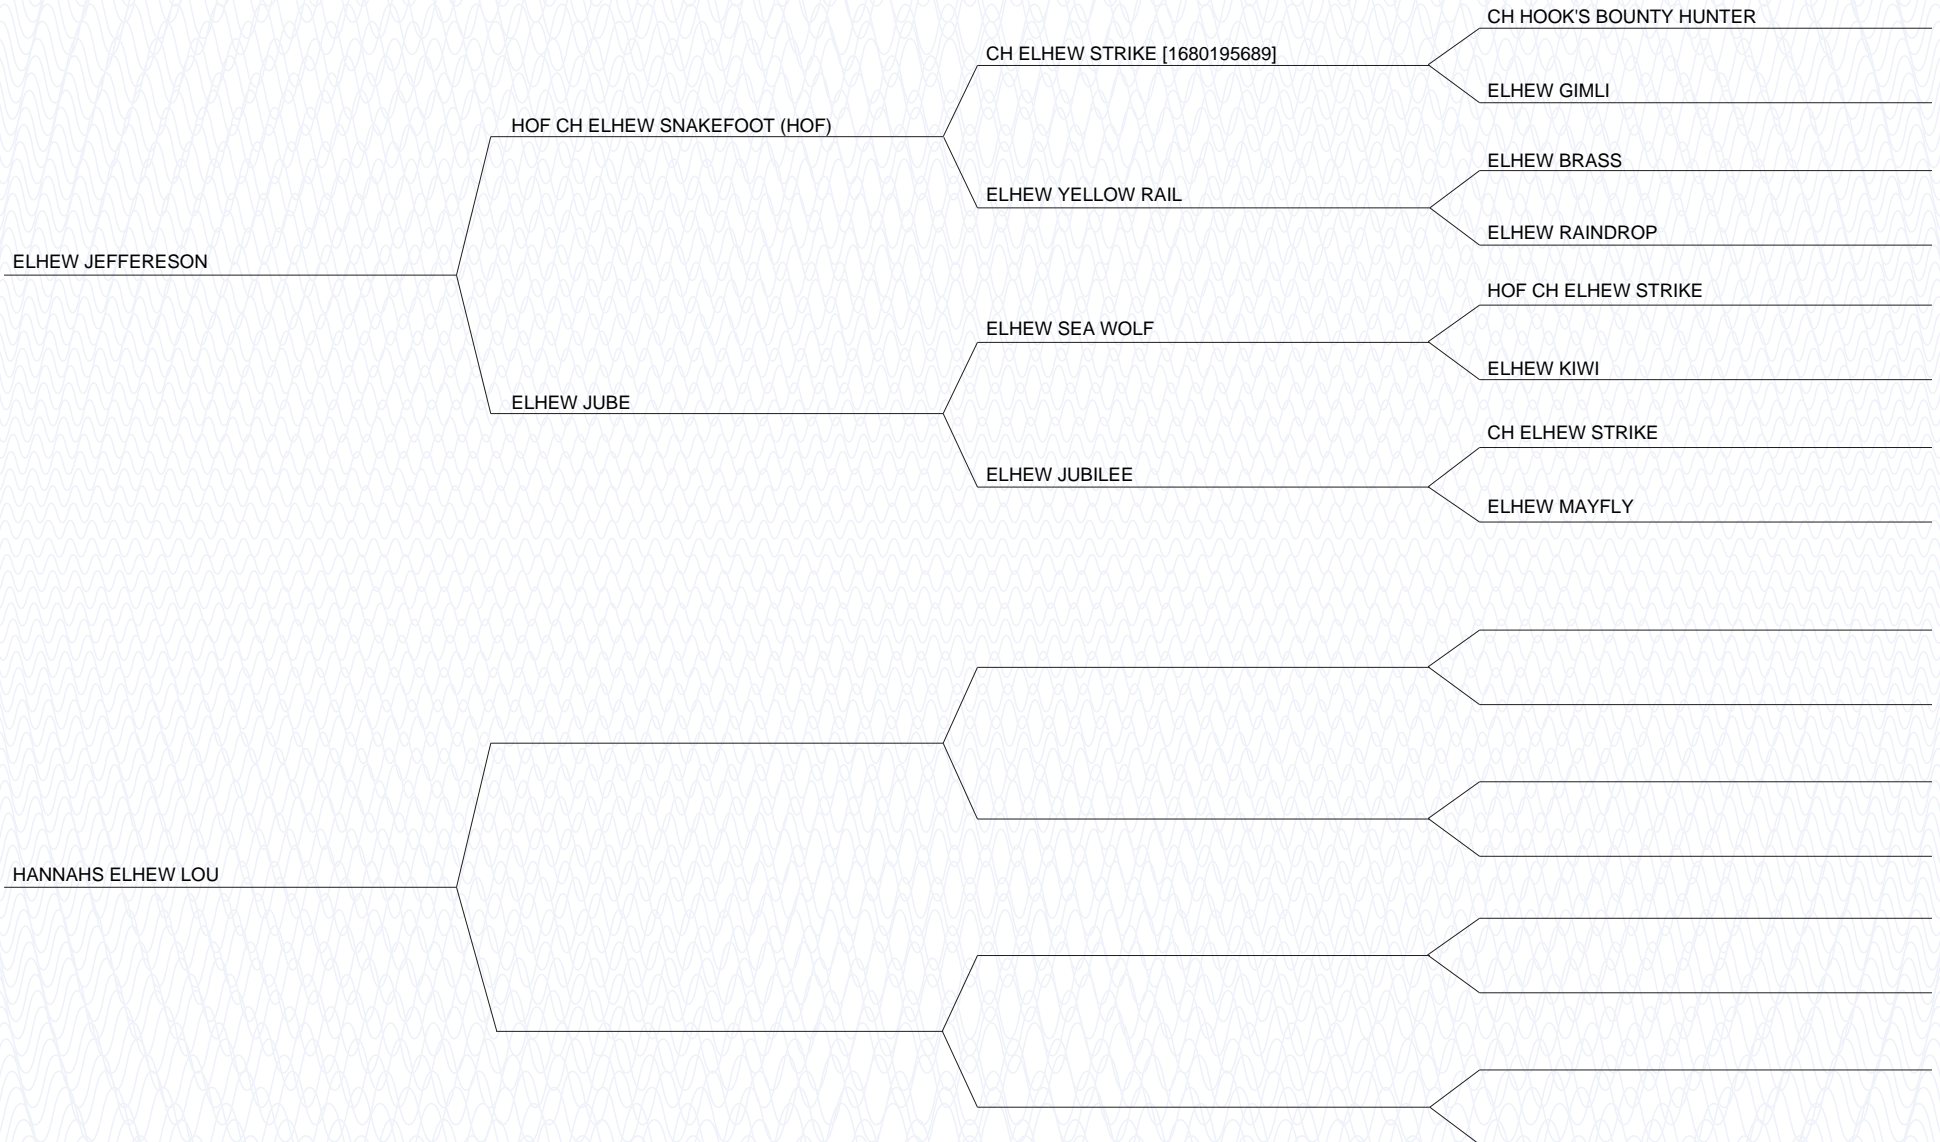 CH HOOK'S BOUNTY HUNTER
CH ELHEW STRIKE [1680195689]
ELHEW GIMLI
HOF CH ELHEW SNAKEFOOT (HOF)
ELHEW BRASS
ELHEW YELLOW RAIL
ELHEW RAINDROP
ELHEW JEFFERESON
HOF CH ELHEW STRIKE
ELHEW SEA WOLF
ELHEW KIWI
ELHEW JUBE
CH ELHEW STRIKE
ELHEW JUBILEE
ELHEW MAYFLY
HANNAHS ELHEW LOU